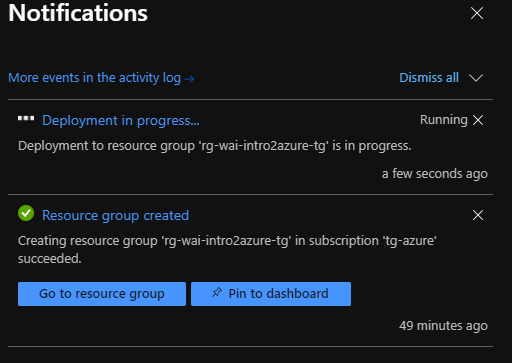 Notifications
More events in the activity log →
Dismiss all
Deployment in progress...
Running
Deployment to resource group 'rg-wai-intro2azure-tg' is in progress.
a few seconds ago
Resource group created
Creating resource group 'rg-wai-intro2azure-tg' in subscription 'tg-azure'
succeeded.
Go to resource group
Pin to dashboard
49 minutes ago